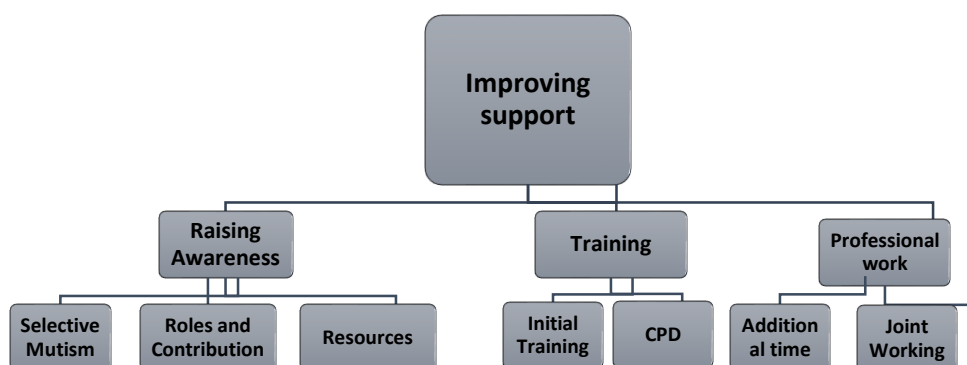 Improving
support
Raising
Awareness
Training
Professional
work
Selective
Mutism
Roles and
Contribution
Resources
Initial
Training
CPD
Addition
al time
Joint
Working